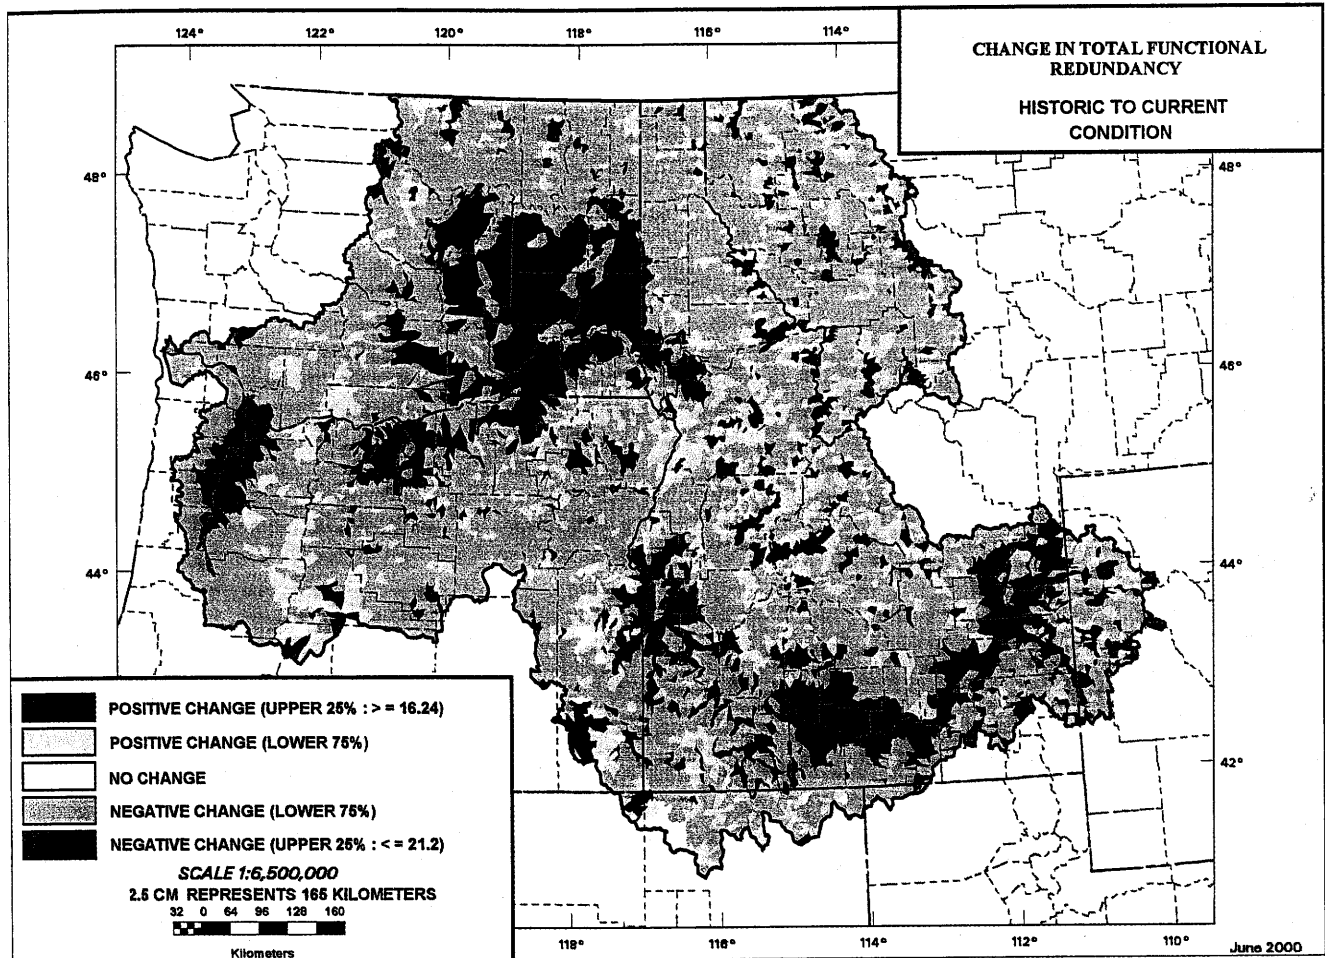 124° 122° 120° 118° 116° 114°
CHANGE IN TOTAL FUNCTIONAL
REDUNDANCY
HISTORIC TO CURRENT
CONDITION
48° 48°
46° 46°
44° 44°
42°
POSITIVE CHANGE (UPPER 25% : > = 16.24)
POSITIVE CHANGE (LOWER 75%)
NO CHANGE
NEGATIVE CHANGE (LOWER 75%)
NEGATIVE CHANGE (UPPER 25% : < = 21.2)
SCALE 1:6,500,000
2.5 CM REPRESENTS 165 KILOMETERS
32 0 64 96 128 160
Kilometers
118° 116° 114° 112° 110°
June 2000